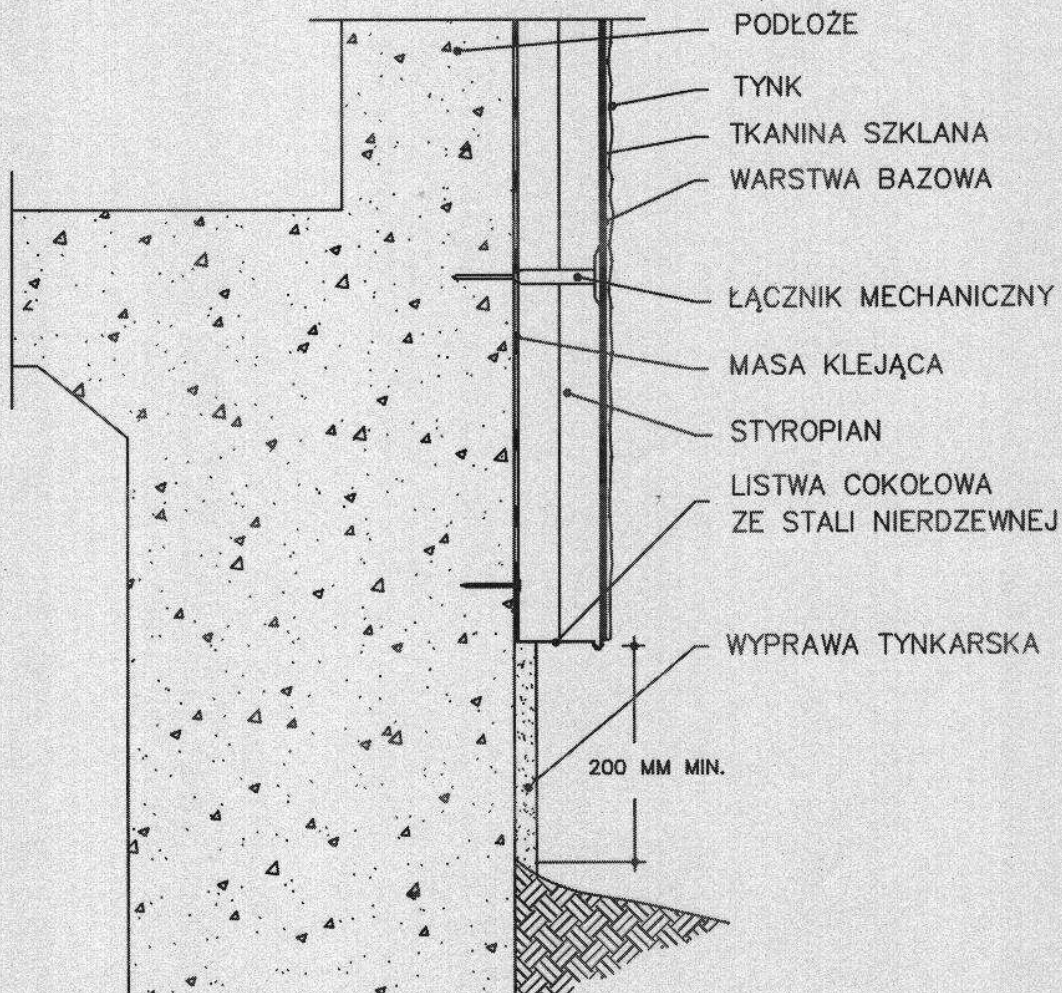 PODŁOŻE
TYNK
TKANINA SZKLANA
WARSTWA BAZOWA
ŁĄCZNIK MECHANICZNY
MASA KLEJĄCA
STYROPIAN
LISTWA COKOŁOWA
ZE STALI NIERDZEWNEJ
WYPRAWA TYNKARSKA
200 MM MIN.